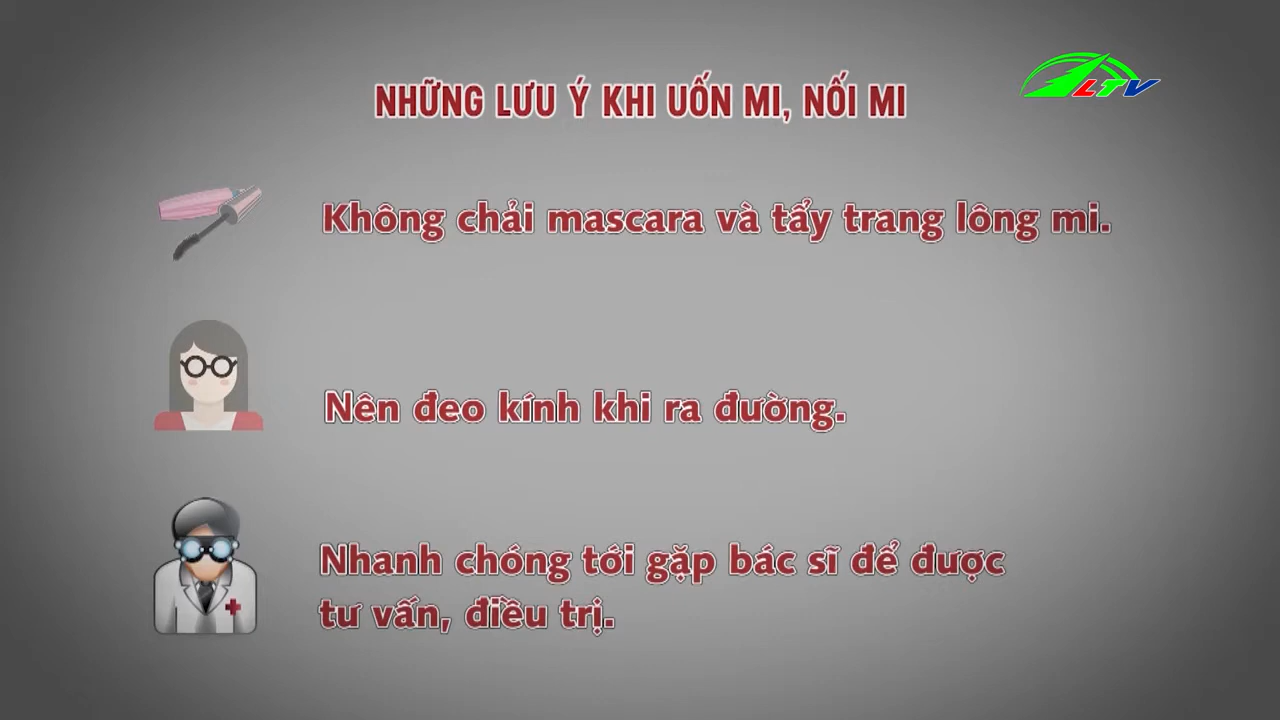 LTV
NHỮNG LƯU Ý KHI UỐN MI, NỐI MI
Không chải mascara và tẩy trang lông mi.
Nên đeo kính khi ra đường.
Nhanh chóng tới gặp bác sĩ để được
tư vấn, điều trị.